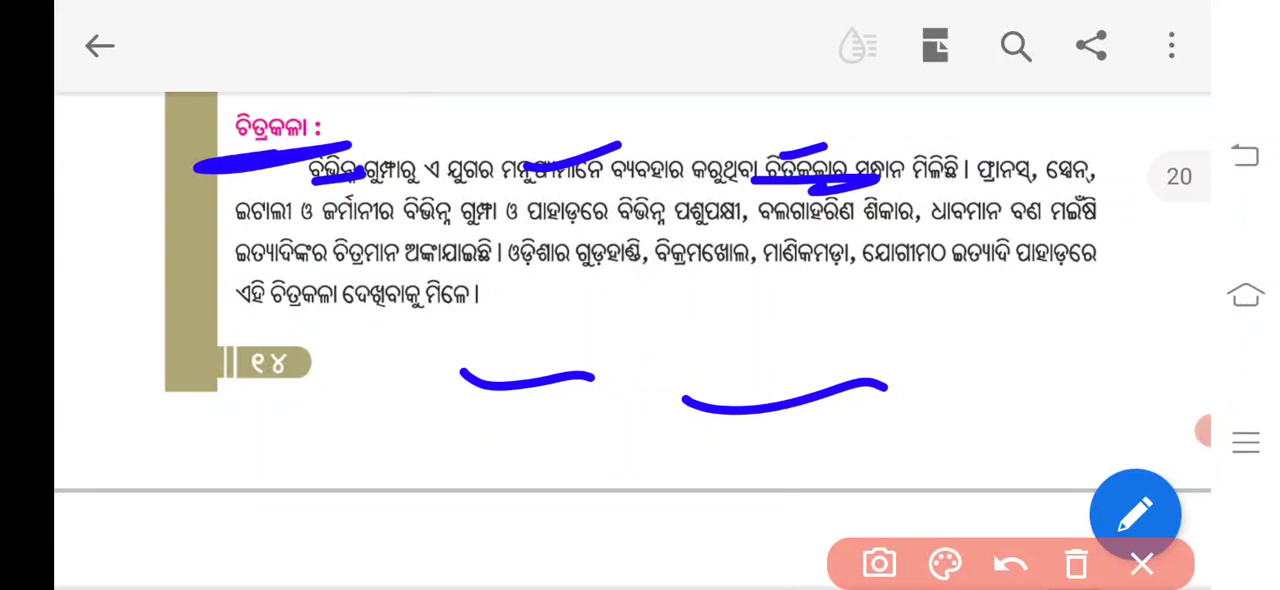 20
ଚିତ୍ରକଳା :
ବିଭିନ୍ନ ଗୁମ୍ଫାରୁ ଏ ଯୁଗର ମନୁଷ୍ୟମାନେ ବ୍ୟବହାର କରୁଥିବା ଚିତ୍ରକଳାର ସନ୍ଧାନ ମିଳିଛି । ଫ୍ରାନସ୍, ସ୍ପେନ୍,
ଇଟାଲୀ ଓ ଜର୍ମାନୀର ବିଭିନ୍ନ ଗୁମ୍ଫା ଓ ପାହାଡ଼ରେ ବିଭିନ୍ନ ପଶୁପକ୍ଷୀ, ବଲଗାହରିଣ ଶିକାର, ଧାବମାନ ବଣ ମଇଁଷି
ଇତ୍ୟାଦିଙ୍କର ଚିତ୍ରମାନ ଅଙ୍କାଯାଇଛି । ଓଡ଼ିଶାର ଗୁଡ଼ହାଣ୍ଡି, ବିକ୍ରମଖୋଲ, ମାଣିକମଡ଼ା, ଯୋଗୀମଠ ଇତ୍ୟାଦି ପାହାଡ଼ରେ
ଏହି ଚିତ୍ରକଳା ଦେଖିବାକୁ ମିଳେ ।
୧୪